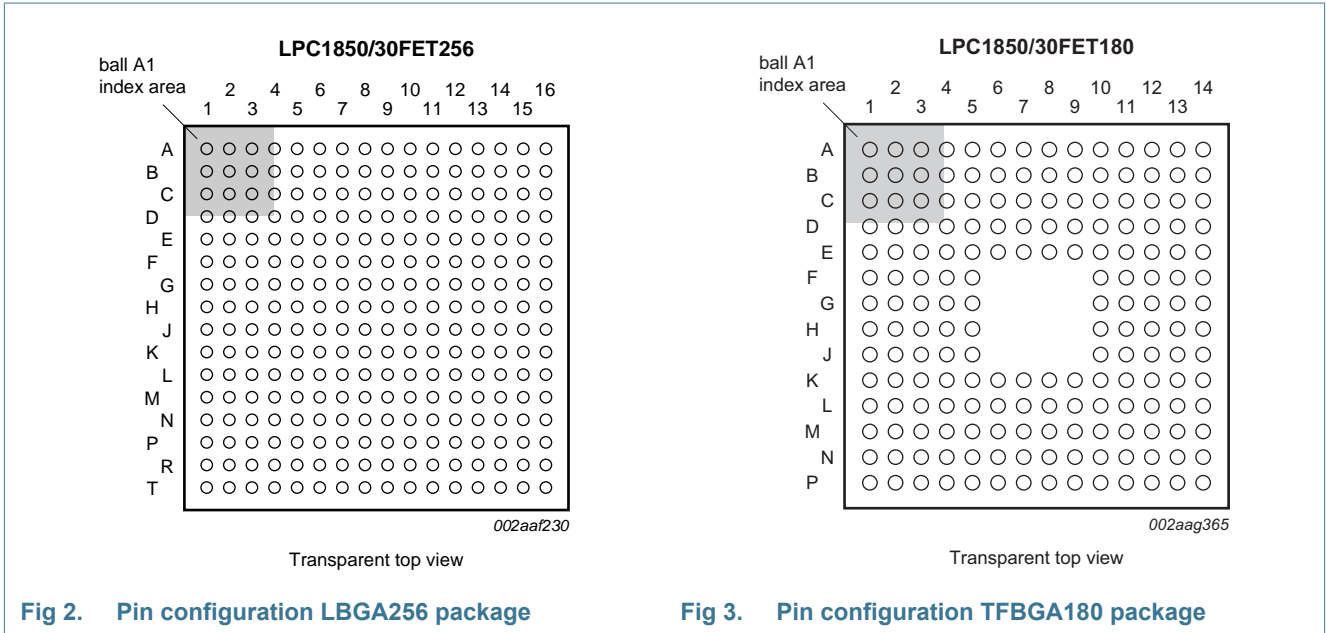 LPC1850/30FET256
ball A1
index area
2 4 6 8 10 12 14 16
1 3 5 7 9 11 13 15
A
B
C
D
E
F
G
H
J
K
L
M
N
P
R
T
002aaf230
Transparent top view
Fig 2. Pin configuration LBGA256 package
LPC1850/30FET180
ball A1
index area
2 4 6 8 10 12 14
1 3 5 7 9 11 13
A
B
C
D
E
F
G
H
J
K
L
M
N
P
002aag365
Transparent top view
Fig 3. Pin configuration TFBGA180 package